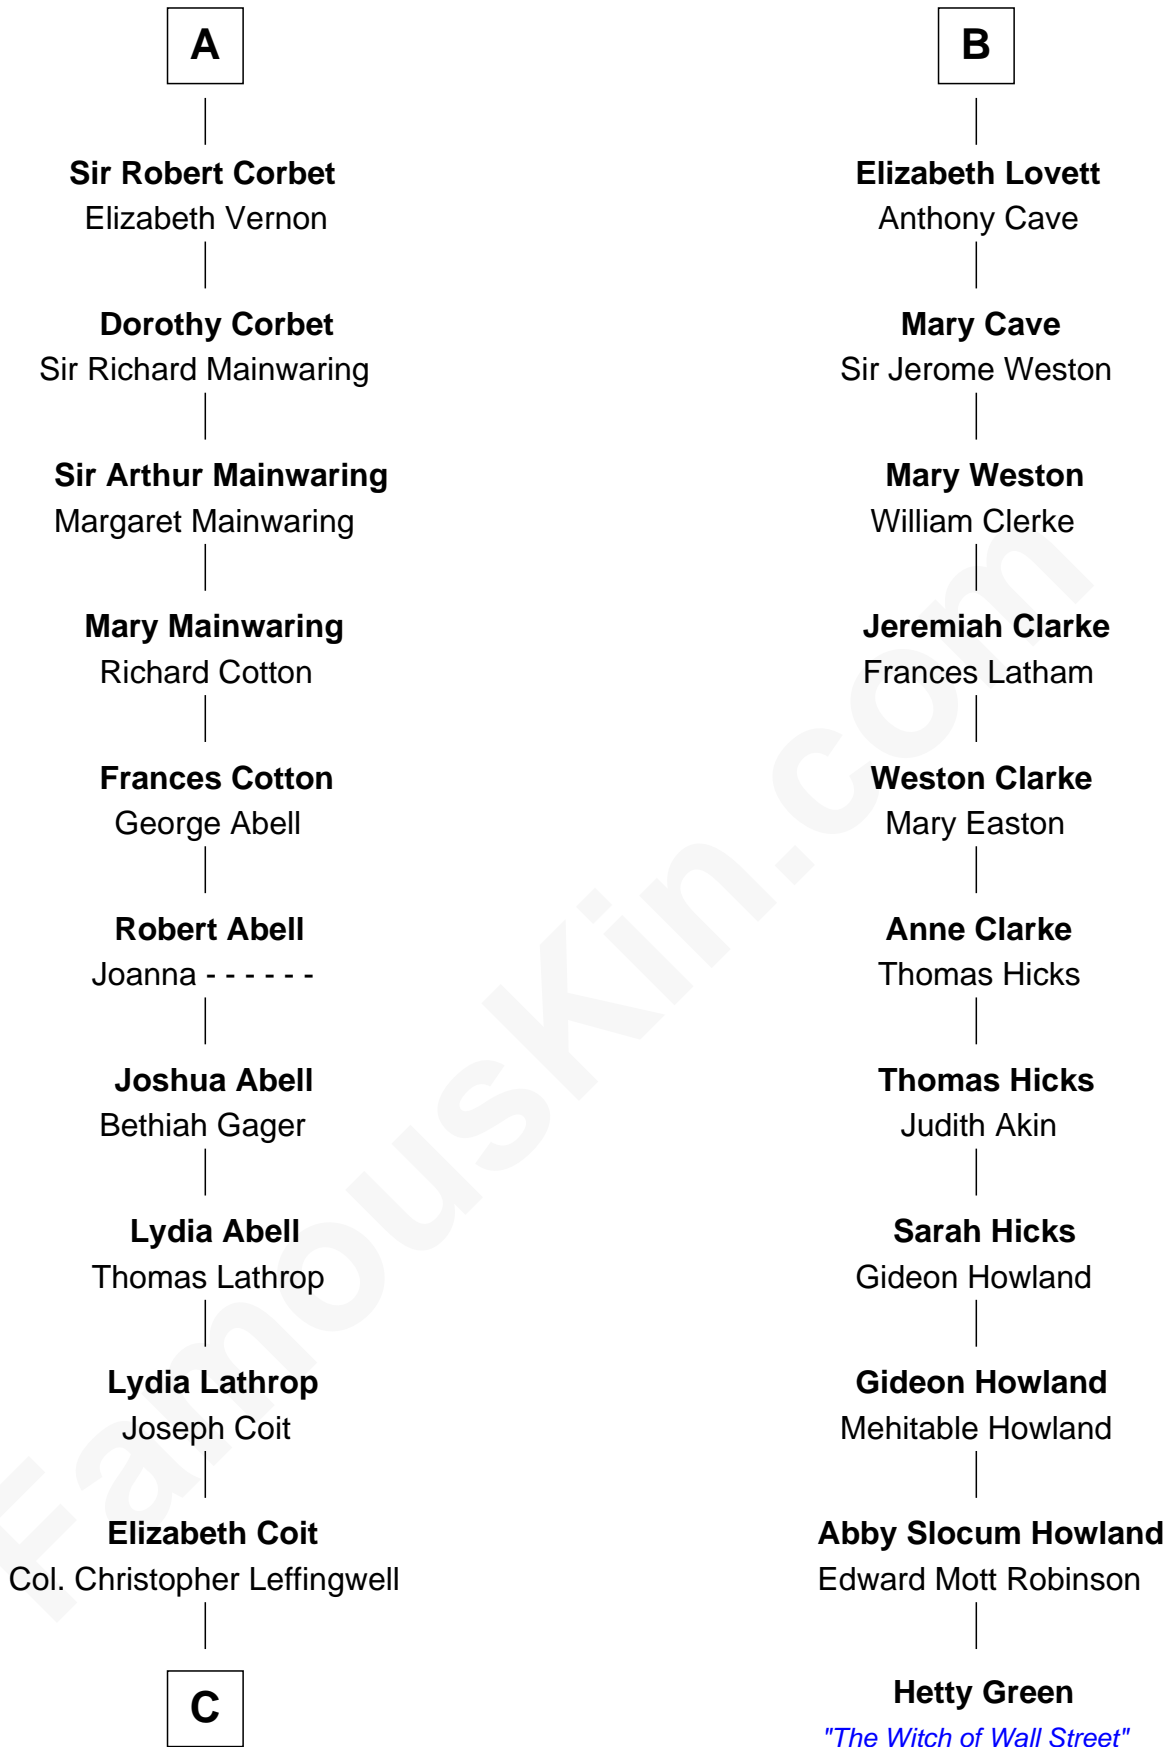 A
Sir Robert Corbet
Elizabeth Vernon
Dorothy Corbet
Sir Richard Mainwaring
Sir Arthur Mainwaring
Margaret Mainwaring
Mary Mainwaring
Richard Cotton
Frances Cotton
George Abell
Robert Abell
Joanna - - - - - -
Joshua Abell
Bethiah Gager
Lydia Abell
Thomas Lathrop
Lydia Lathrop
Joseph Coit
Elizabeth Coit
Col. Christopher Leffingwell
C
B
Elizabeth Lovett
Anthony Cave
Mary Cave
Sir Jerome Weston
Mary Weston
William Clerke
Jeremiah Clarke
Frances Latham
Weston Clarke
Mary Easton
Anne Clarke
Thomas Hicks
Thomas Hicks
Judith Akin
Sarah Hicks
Gideon Howland
Gideon Howland
Mehitable Howland
Abby Slocum Howland
Edward Mott Robinson
Hetty Green
"The Witch of Wall Street"
FamousKin.com